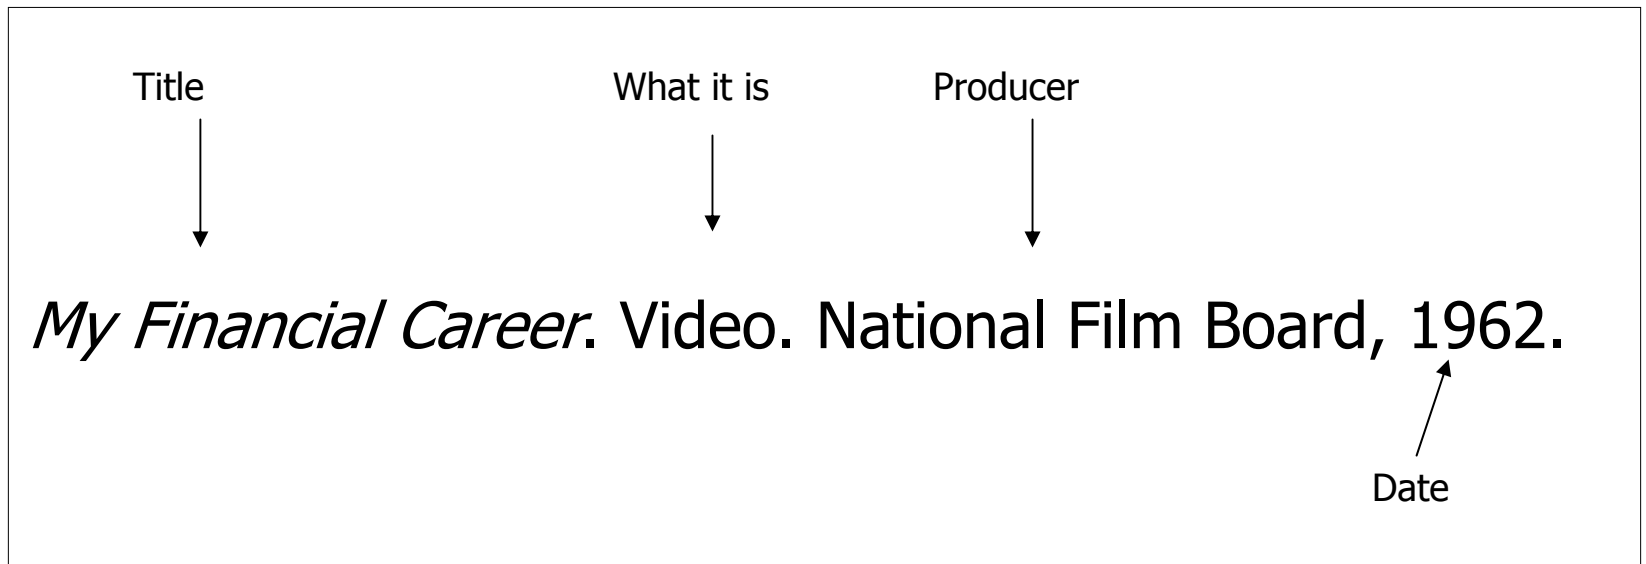 Title What it is Producer
My Financial Career. Video. National Film Board, 1962.
Date